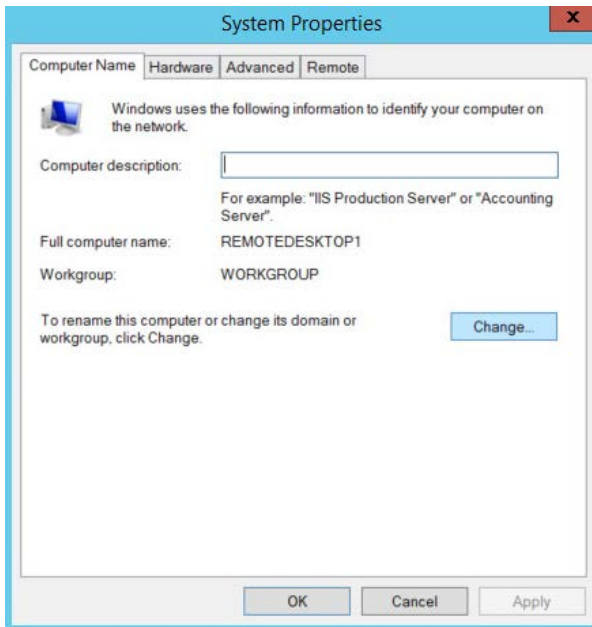 System Properties
x
Computer Name Hardware Advanced Remote
Windows uses the following information to identify your computer on
the network.
Computer description:
For example: "IIS Production Server" or "Accounting
Server".
Full computer name: REMOTEDESKTOP1
Workgroup: WORKGROUP
To rename this computer or change its domain or
workgroup, click Change.
Change...
OK Cancel Apply